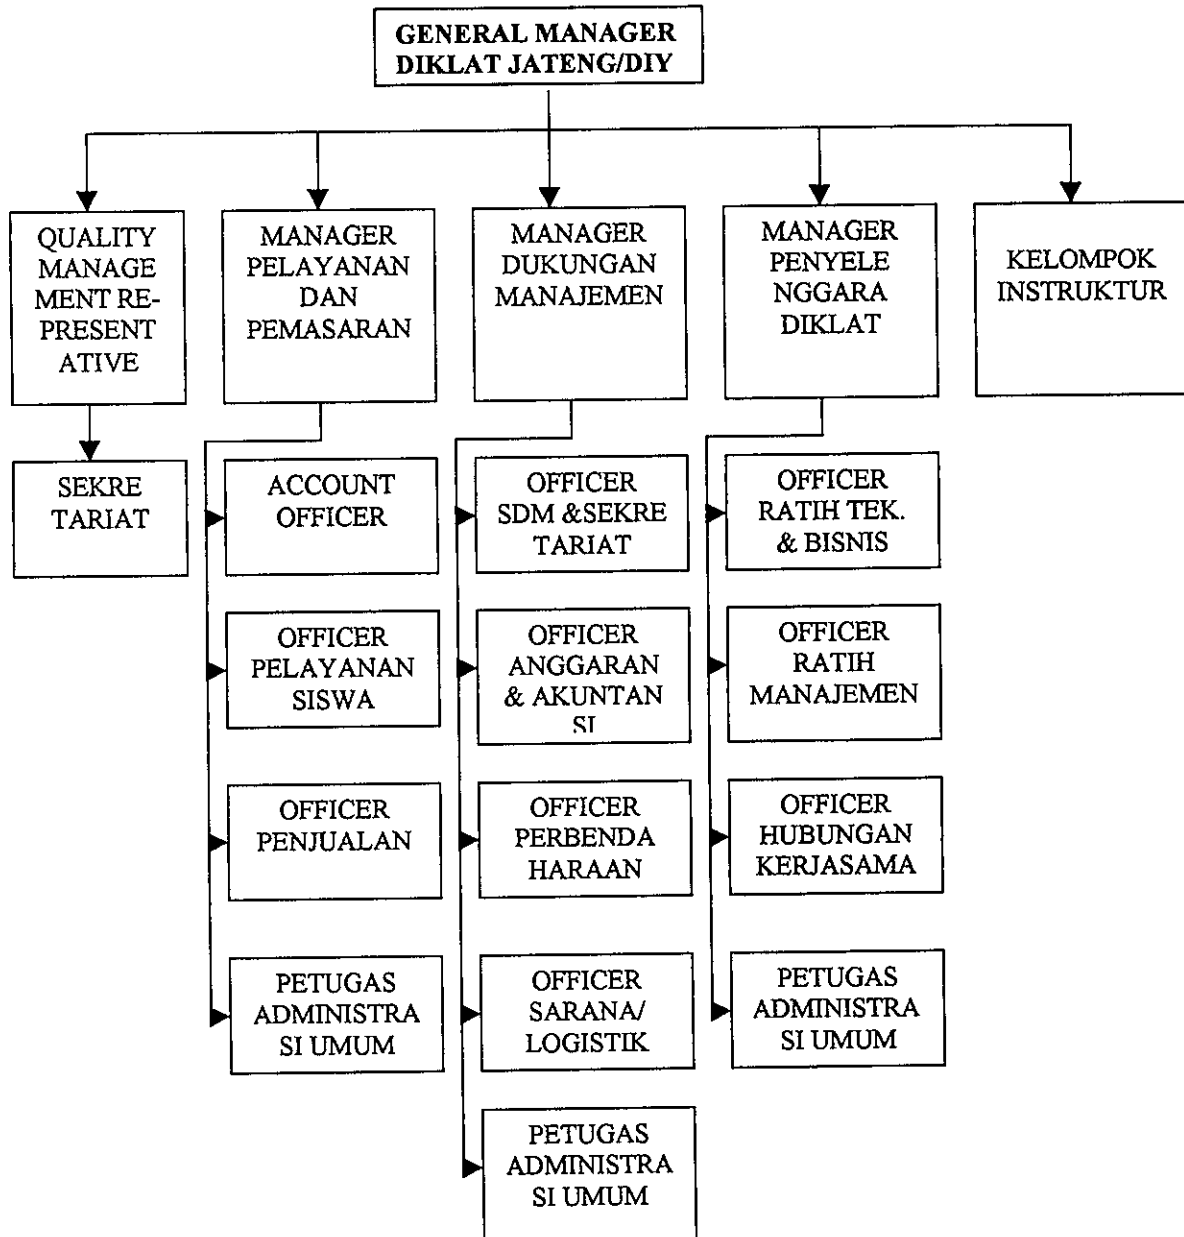 GENERAL MANAGER
DIKLAT JATENG/DIY
QUALITY
MANAGE
MENT RE-
PRESENT
ATIVE
MANAGER
PELAYANAN
DAN
PEMASARAN
MANAGER
DUKUNGAN
MANAJEMEN
MANAGER
PENYELE
NGGARA
DIKLAT
KELOMPOK
INSTRUKTUR
SEKRE
TARIAT
ACCOUNT
OFFICER
OFFICER
SDM &SEKRE
TARIAT
OFFICER
RATIH TEK.
& BISNIS
OFFICER
PELAYANAN
SISWA
OFFICER
ANGGARAN
& AKUNTAN
SI
OFFICER
RATIH
MANAJEMEN
OFFICER
PENJUALAN
OFFICER
PERBENDA
HARAAN
OFFICER
HUBUNGAN
KERJASAMA
PETUGAS
ADMINISTRA
SI UMUM
OFFICER
SARANA/
LOGISTIK
PETUGAS
ADMINISTRA
SI UMUM
PETUGAS
ADMINISTRA
SI UMUM